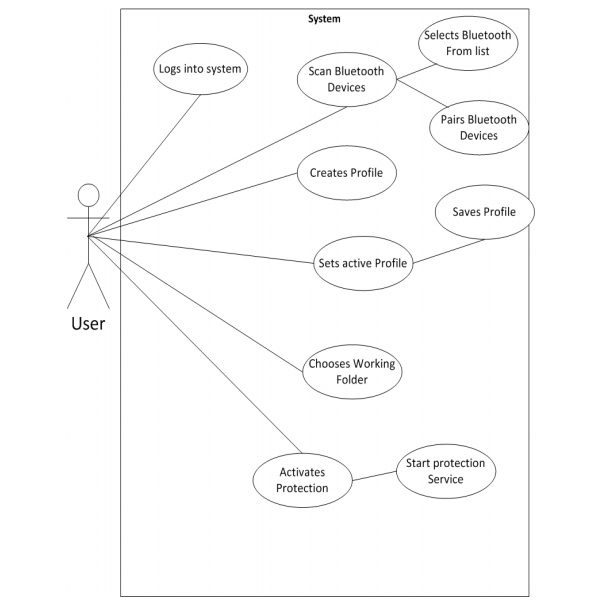 System
Logs into system
Scan Bluetooth
Devices
Selects Bluetooth
From list
Pairs Bluetooth
Devices
Creates Profile
Saves Profile
Sets active Profile
User
Chooses Working
Folder
Activates
Protection
Start protection
Service